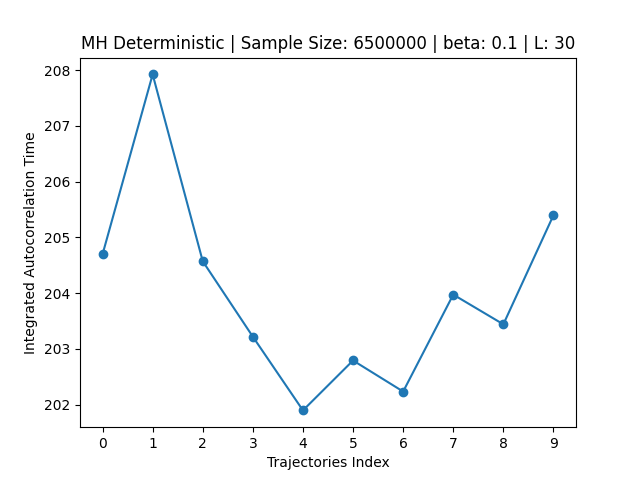 MH Deterministic | Sample Size: 6500000 | beta: 0.1 | L: 30
208
207
206
205
204
203
202
Integrated Autocorrelation Time
0 1 2 3 4 5 6 7 8 9
Trajectories Index